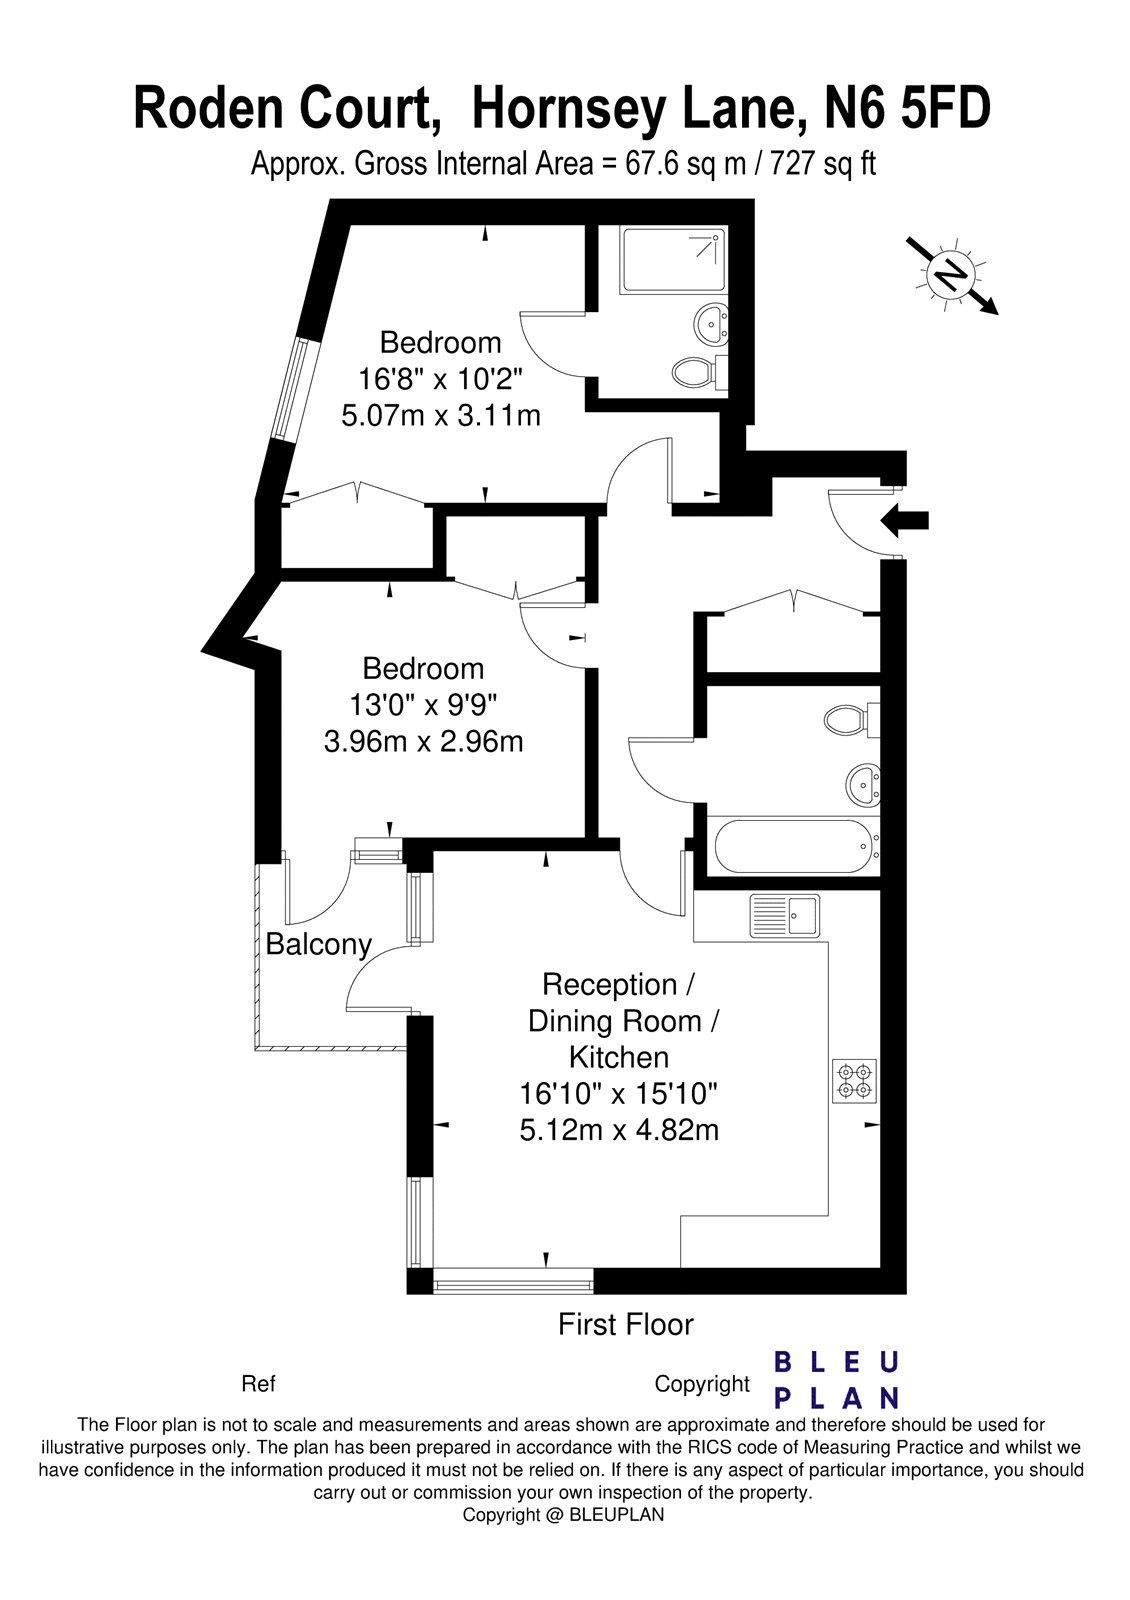 Roden Court, Hornsey Lane, N6 5FD
Approx. Gross Internal Area = 67.6 sq m / 727 sq ft
N
Bedroom
16'8" x 10'2"
5.07m x 3.11m
Bedroom
13'0" x 9'9"
3.96m x 2.96m
Balcony
Reception /
Dining Room /
Kitchen
16'10" x 15'10"
5.12m x 4.82m
First Floor
Ref
Copyright
BLEU
PLAN
The Floor plan is not to scale and measurements and areas shown are approximate and therefore should be used for
illustrative purposes only. The plan has been prepared in accordance with the RICS code of Measuring Practice and whilst we
have confidence in the information produced it must not be relied on. If there is any aspect of particular importance, you should
carry out or commission your own inspection of the property.
Copyright @ BLEUPLAN